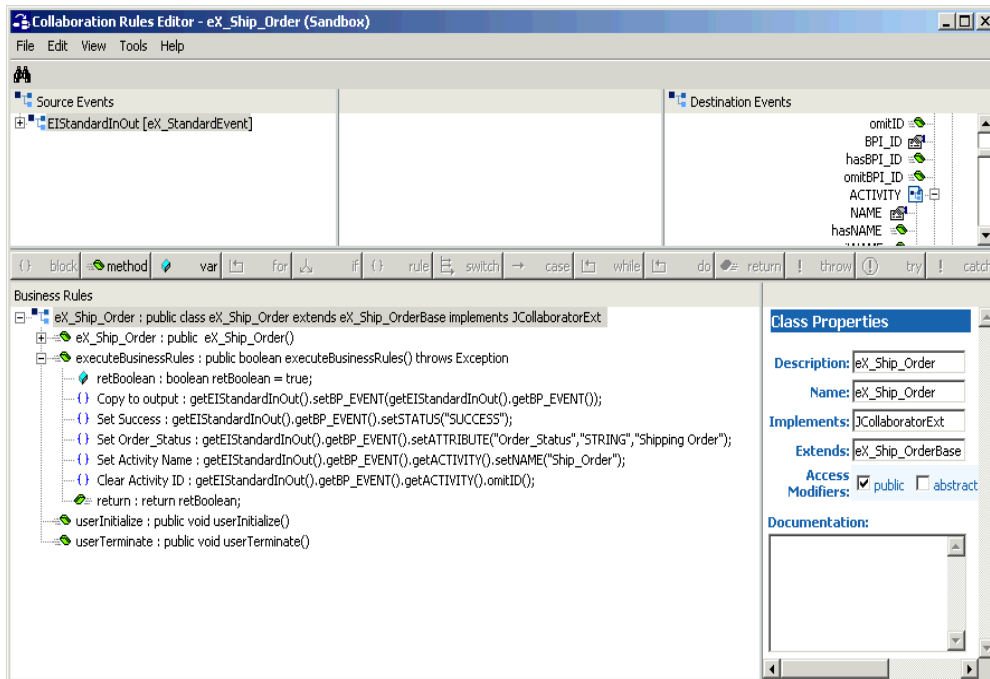 Collaboration Rules Editor - eX_Ship_Order (Sandbox)
File Edit View Tools Help
Source Events
Destination Events
EIStandardInOut [eX_StandardEvent]
omitID
BPI_ID
hasBPI_ID
omitBPI_ID
ACTIVITY
NAME
hasNAME
{} block method var for if {} rule switch case while do return ! throw try ! catch
Business Rules
eX_Ship_Order : public class eX_Ship_Order extends eX_Ship_OrderBase implements JCollaboratorExt
eX_Ship_Order : public eX_Ship_Order()
executeBusinessRules : public boolean executeBusinessRules() throws Exception
retBoolean : boolean retBoolean = true;
{} Copy to output : getEIStandardInOut().setBP_EVENT(getEIStandardInOut().getBP_EVENT());
{} Set Success : getEIStandardInOut().getBP_EVENT().setSTATUS("SUCCESS");
{} Set Order_Status : getEIStandardInOut().getBP_EVENT().setATTRIBUTE("Order_Status","STRING","Shipping Order");
{} Set Activity Name : getEIStandardInOut().getBP_EVENT().getACTIVITY().setNAME("Ship_Order");
{} Clear Activity ID : getEIStandardInOut().getBP_EVENT().getACTIVITY().omitID();
return : return retBoolean;
userInitialize : public void userInitialize()
userTerminate : public void userTerminate()
Class Properties
Description: eX_Ship_Order
Name: eX_Ship_Order
Implements: JCollaboratorExt
Extends: eX_Ship_OrderBase
Access Modifiers: public abstract
Documentation: